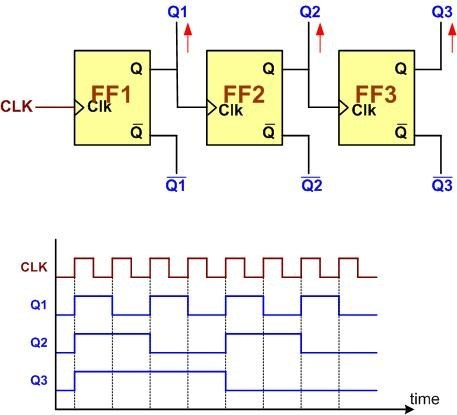 Q1 Q2 Q3
Q Q Q
FF1 FF2 FF3
CLK Clk Clk Clk
Q̅ Q̅ Q̅
Q̅1̅ Q̅2̅ Q̅3̅
CLK
Q1
Q2
Q3
time